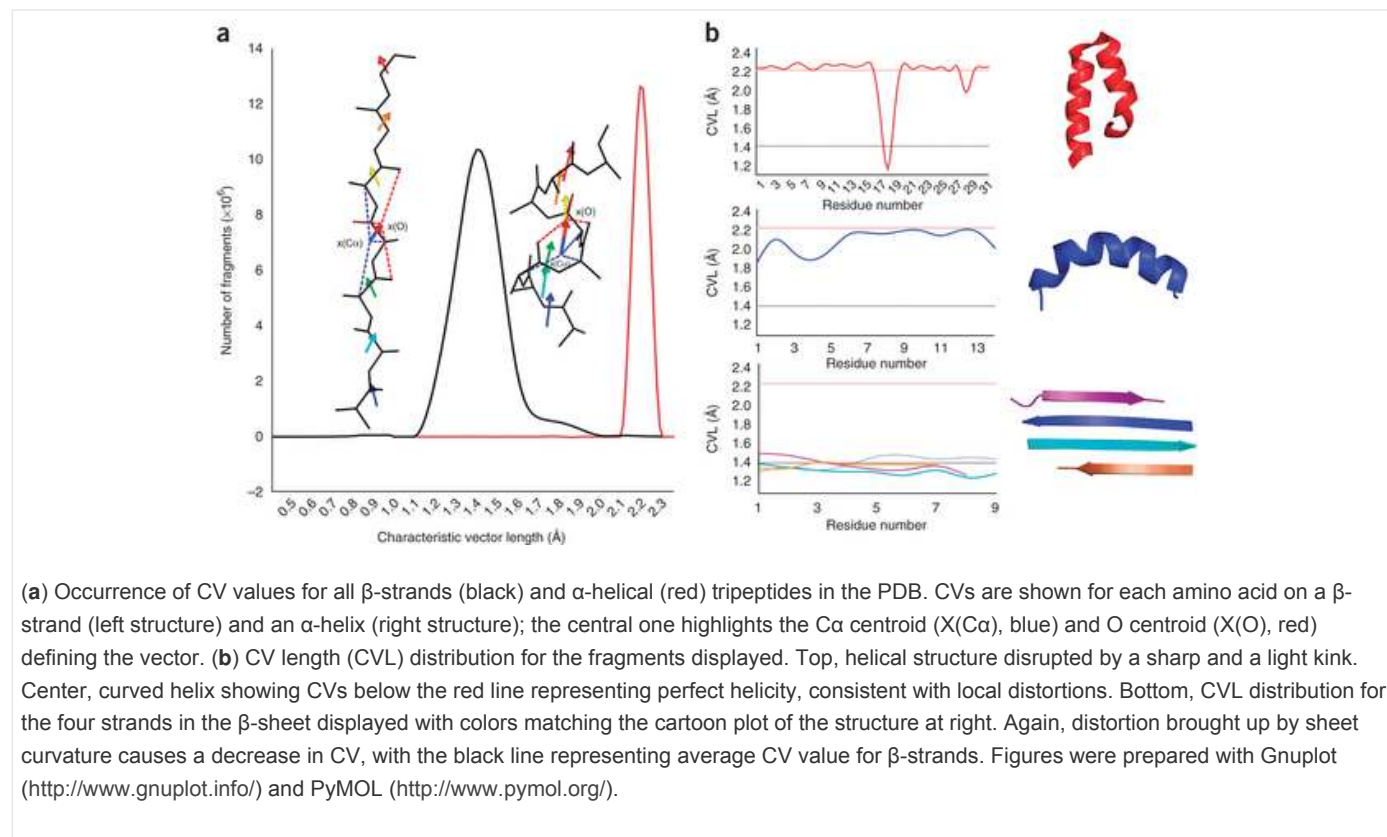 a
14
12
10
8
6
4
2
0
−2
Number of fragments (×10⁶)
x(Cα)
x(O)
x(O)
x(Cα)
0.5 0.6 0.7 0.8 0.9 1.0 1.1 1.2 1.3 1.4 1.5 1.6 1.7 1.8 1.9 2.0 2.1 2.2 2.3
Characteristic vector length (Å)
b
2.4
2.2
2.0
1.8
1.6
1.4
1.2
CVL (Å)
1 3 5 7 9 11 13 15 17 19 21 23 25 27 29 31
Residue number
2.4
2.2
2.0
1.8
1.6
1.4
1.2
CVL (Å)
1 3 5 7 9 11 13
Residue number
2.4
2.2
2.0
1.8
1.6
1.4
1.2
CVL (Å)
1 3 5 7 9
Residue number
(a) Occurrence of CV values for all β-strands (black) and α-helical (red) tripeptides in the PDB. CVs are shown for each amino acid on a β-
strand (left structure) and an α-helix (right structure); the central one highlights the Cα centroid (X(Cα), blue) and O centroid (X(O), red)
defining the vector. (b) CV length (CVL) distribution for the fragments displayed. Top, helical structure disrupted by a sharp and a light kink.
Center, curved helix showing CVs below the red line representing perfect helicity, consistent with local distortions. Bottom, CVL distribution for
the four strands in the β-sheet displayed with colors matching the cartoon plot of the structure at right. Again, distortion brought up by sheet
curvature causes a decrease in CV, with the black line representing average CV value for β-strands. Figures were prepared with Gnuplot
(http://www.gnuplot.info/) and PyMOL (http://www.pymol.org/).